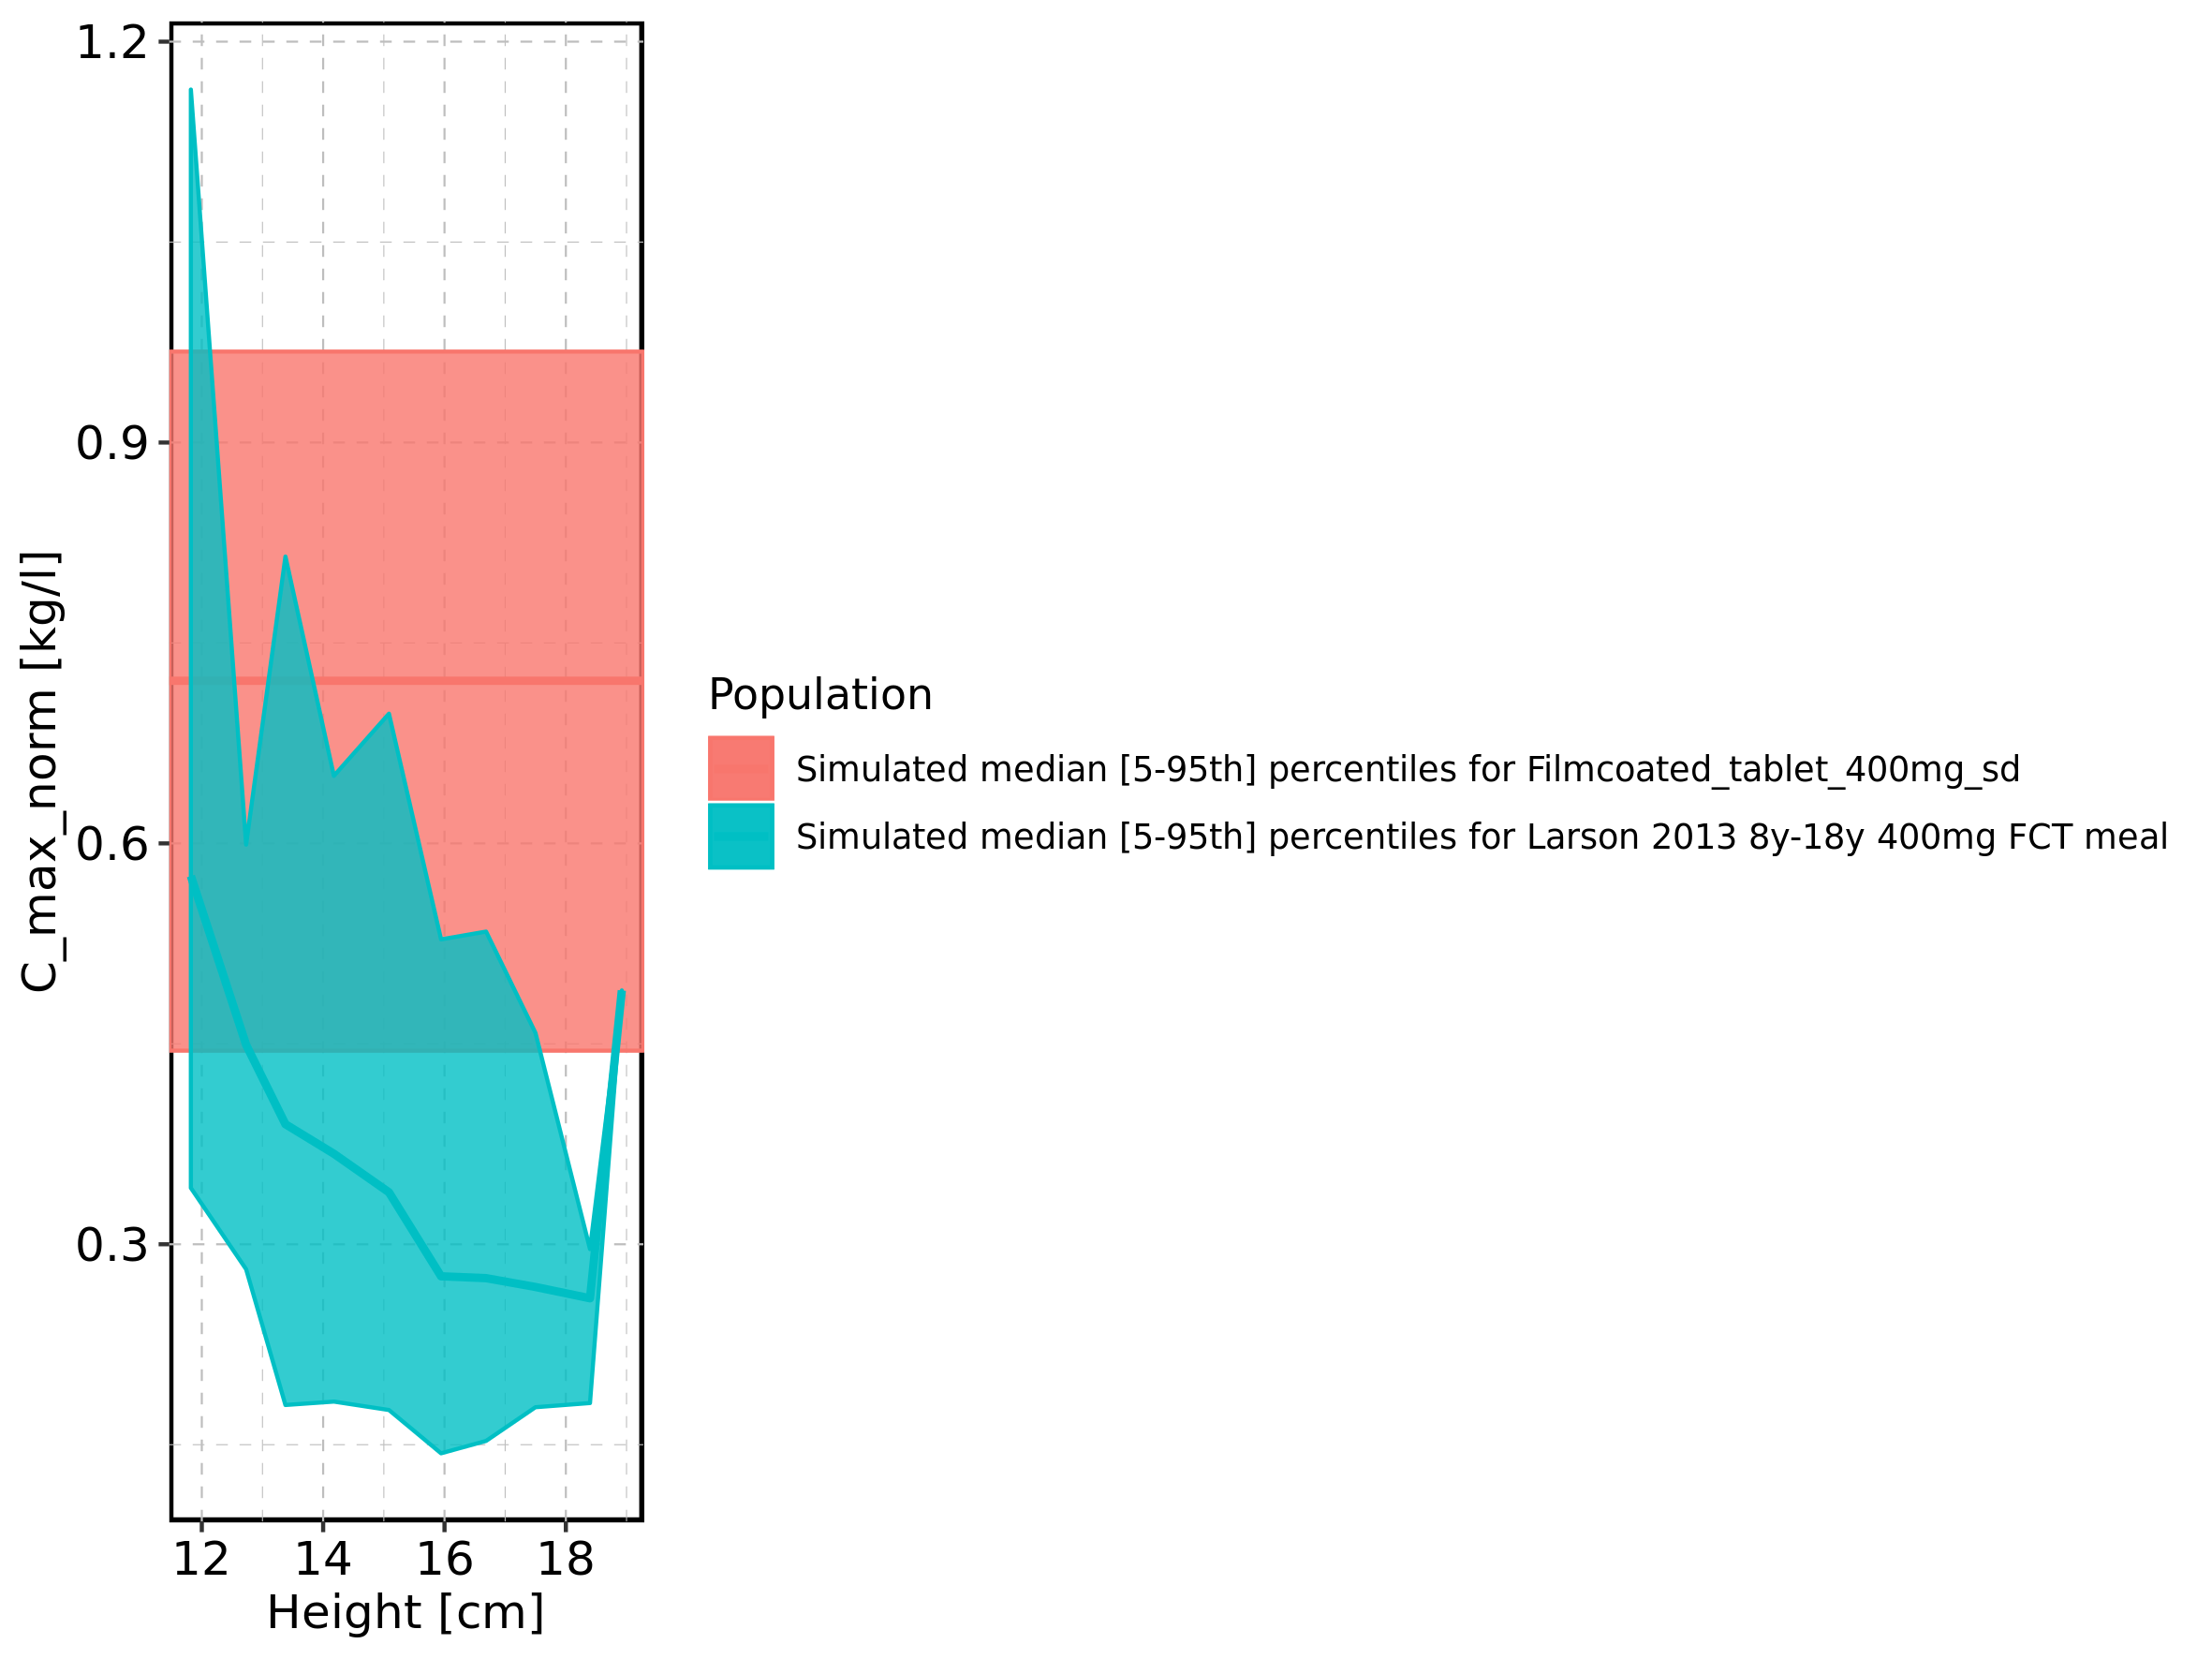 1.2
0.9
0.6
0.3
C_max_norm [kg/l]
12 14 16 18
Height [cm]
Population
Simulated median [5-95th] percentiles for Filmcoated_tablet_400mg_sd
Simulated median [5-95th] percentiles for Larson 2013 8y-18y 400mg FCT meal